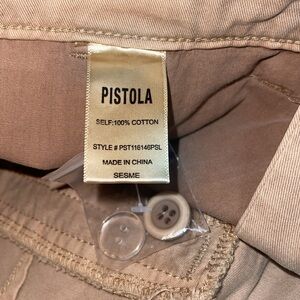 PISTOLA
SELF:100% COTTON
STYLE # PST116146PSL
MADE IN CHINA
SESME